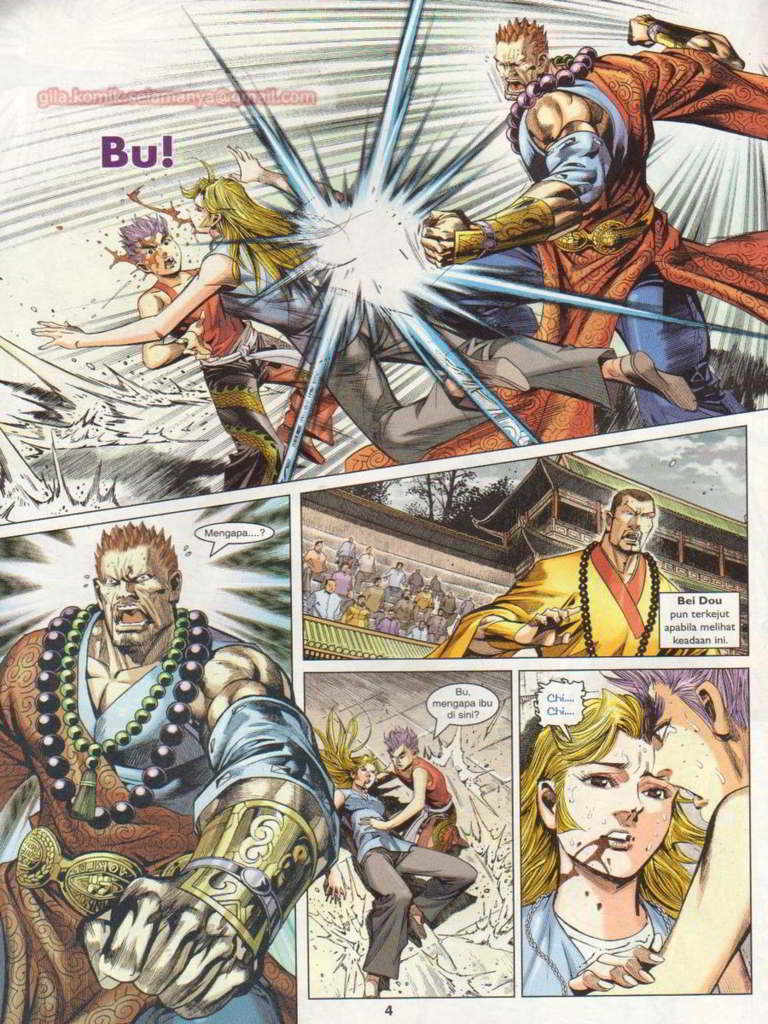 gila.komik.selamanya@gmail.com
Bu!
Mengapa....?
Bei Dou
pun terkejut
apabila melihat
keadaan ini.
Bu,
mengapa ibu
di sini?
Chi....
Chi....
4